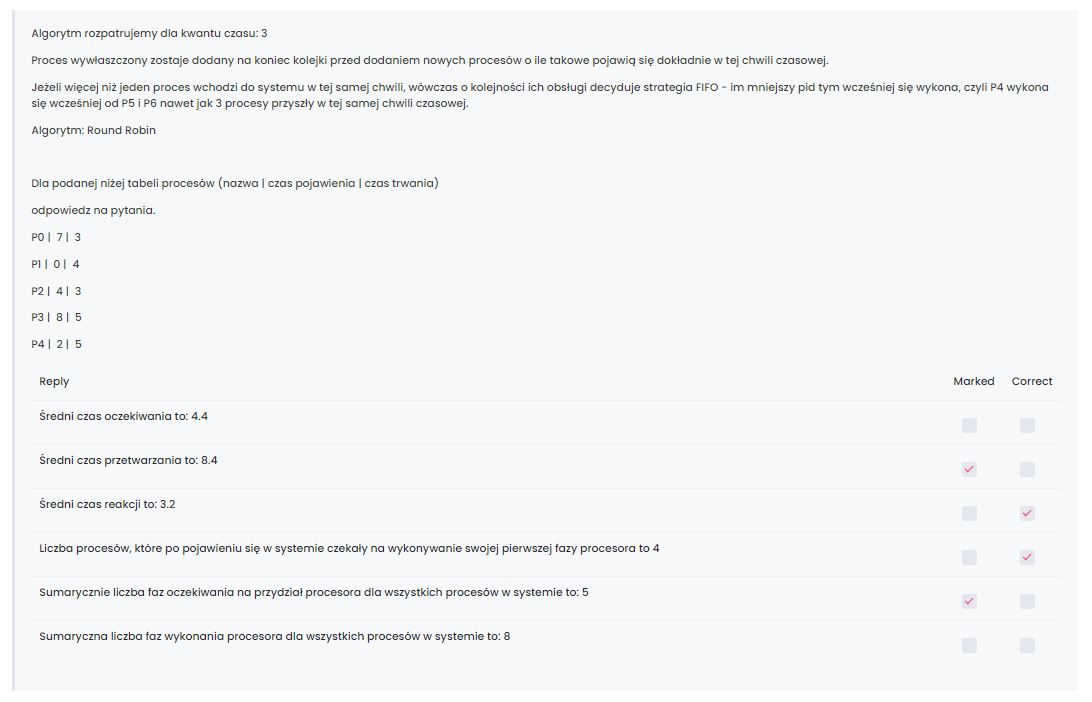 Algorytm rozpatrujemy dla kwantu czasu: 3
Proces wywłaszczony zostaje dodany na koniec kolejki przed dodaniem nowych procesów o ile takowe pojawią się dokładnie w tej chwili czasowej.
Jeżeli więcej niż jeden proces wchodzi do systemu w tej samej chwili, wówczas o kolejności ich obsługi decyduje strategia FIFO - im mniejszy pid tym wcześniej się wykona, czyli P4 wykona
się wcześniej od P5 i P6 nawet jak 3 procesy przyszły w tej samej chwili czasowej.
Algorytm: Round Robin
Dla podanej niżej tabeli procesów (nazwa | czas pojawienia | czas trwania)
odpowiedz na pytania.
P0 | 7 | 3
P1 | 0 | 4
P2 | 4 | 3
P3 | 8 | 5
P4 | 2 | 5
Reply Marked Correct
Średni czas oczekiwania to: 4.4
Średni czas przetwarzania to: 8.4
Średni czas reakcji to: 3.2
Liczba procesów, które po pojawieniu się w systemie czekały na wykonywanie swojej pierwszej fazy procesora to 4
Sumarycznie liczba faz oczekiwania na przydział procesora dla wszystkich procesów w systemie to: 5
Sumaryczna liczba faz wykonania procesora dla wszystkich procesów w systemie to: 8